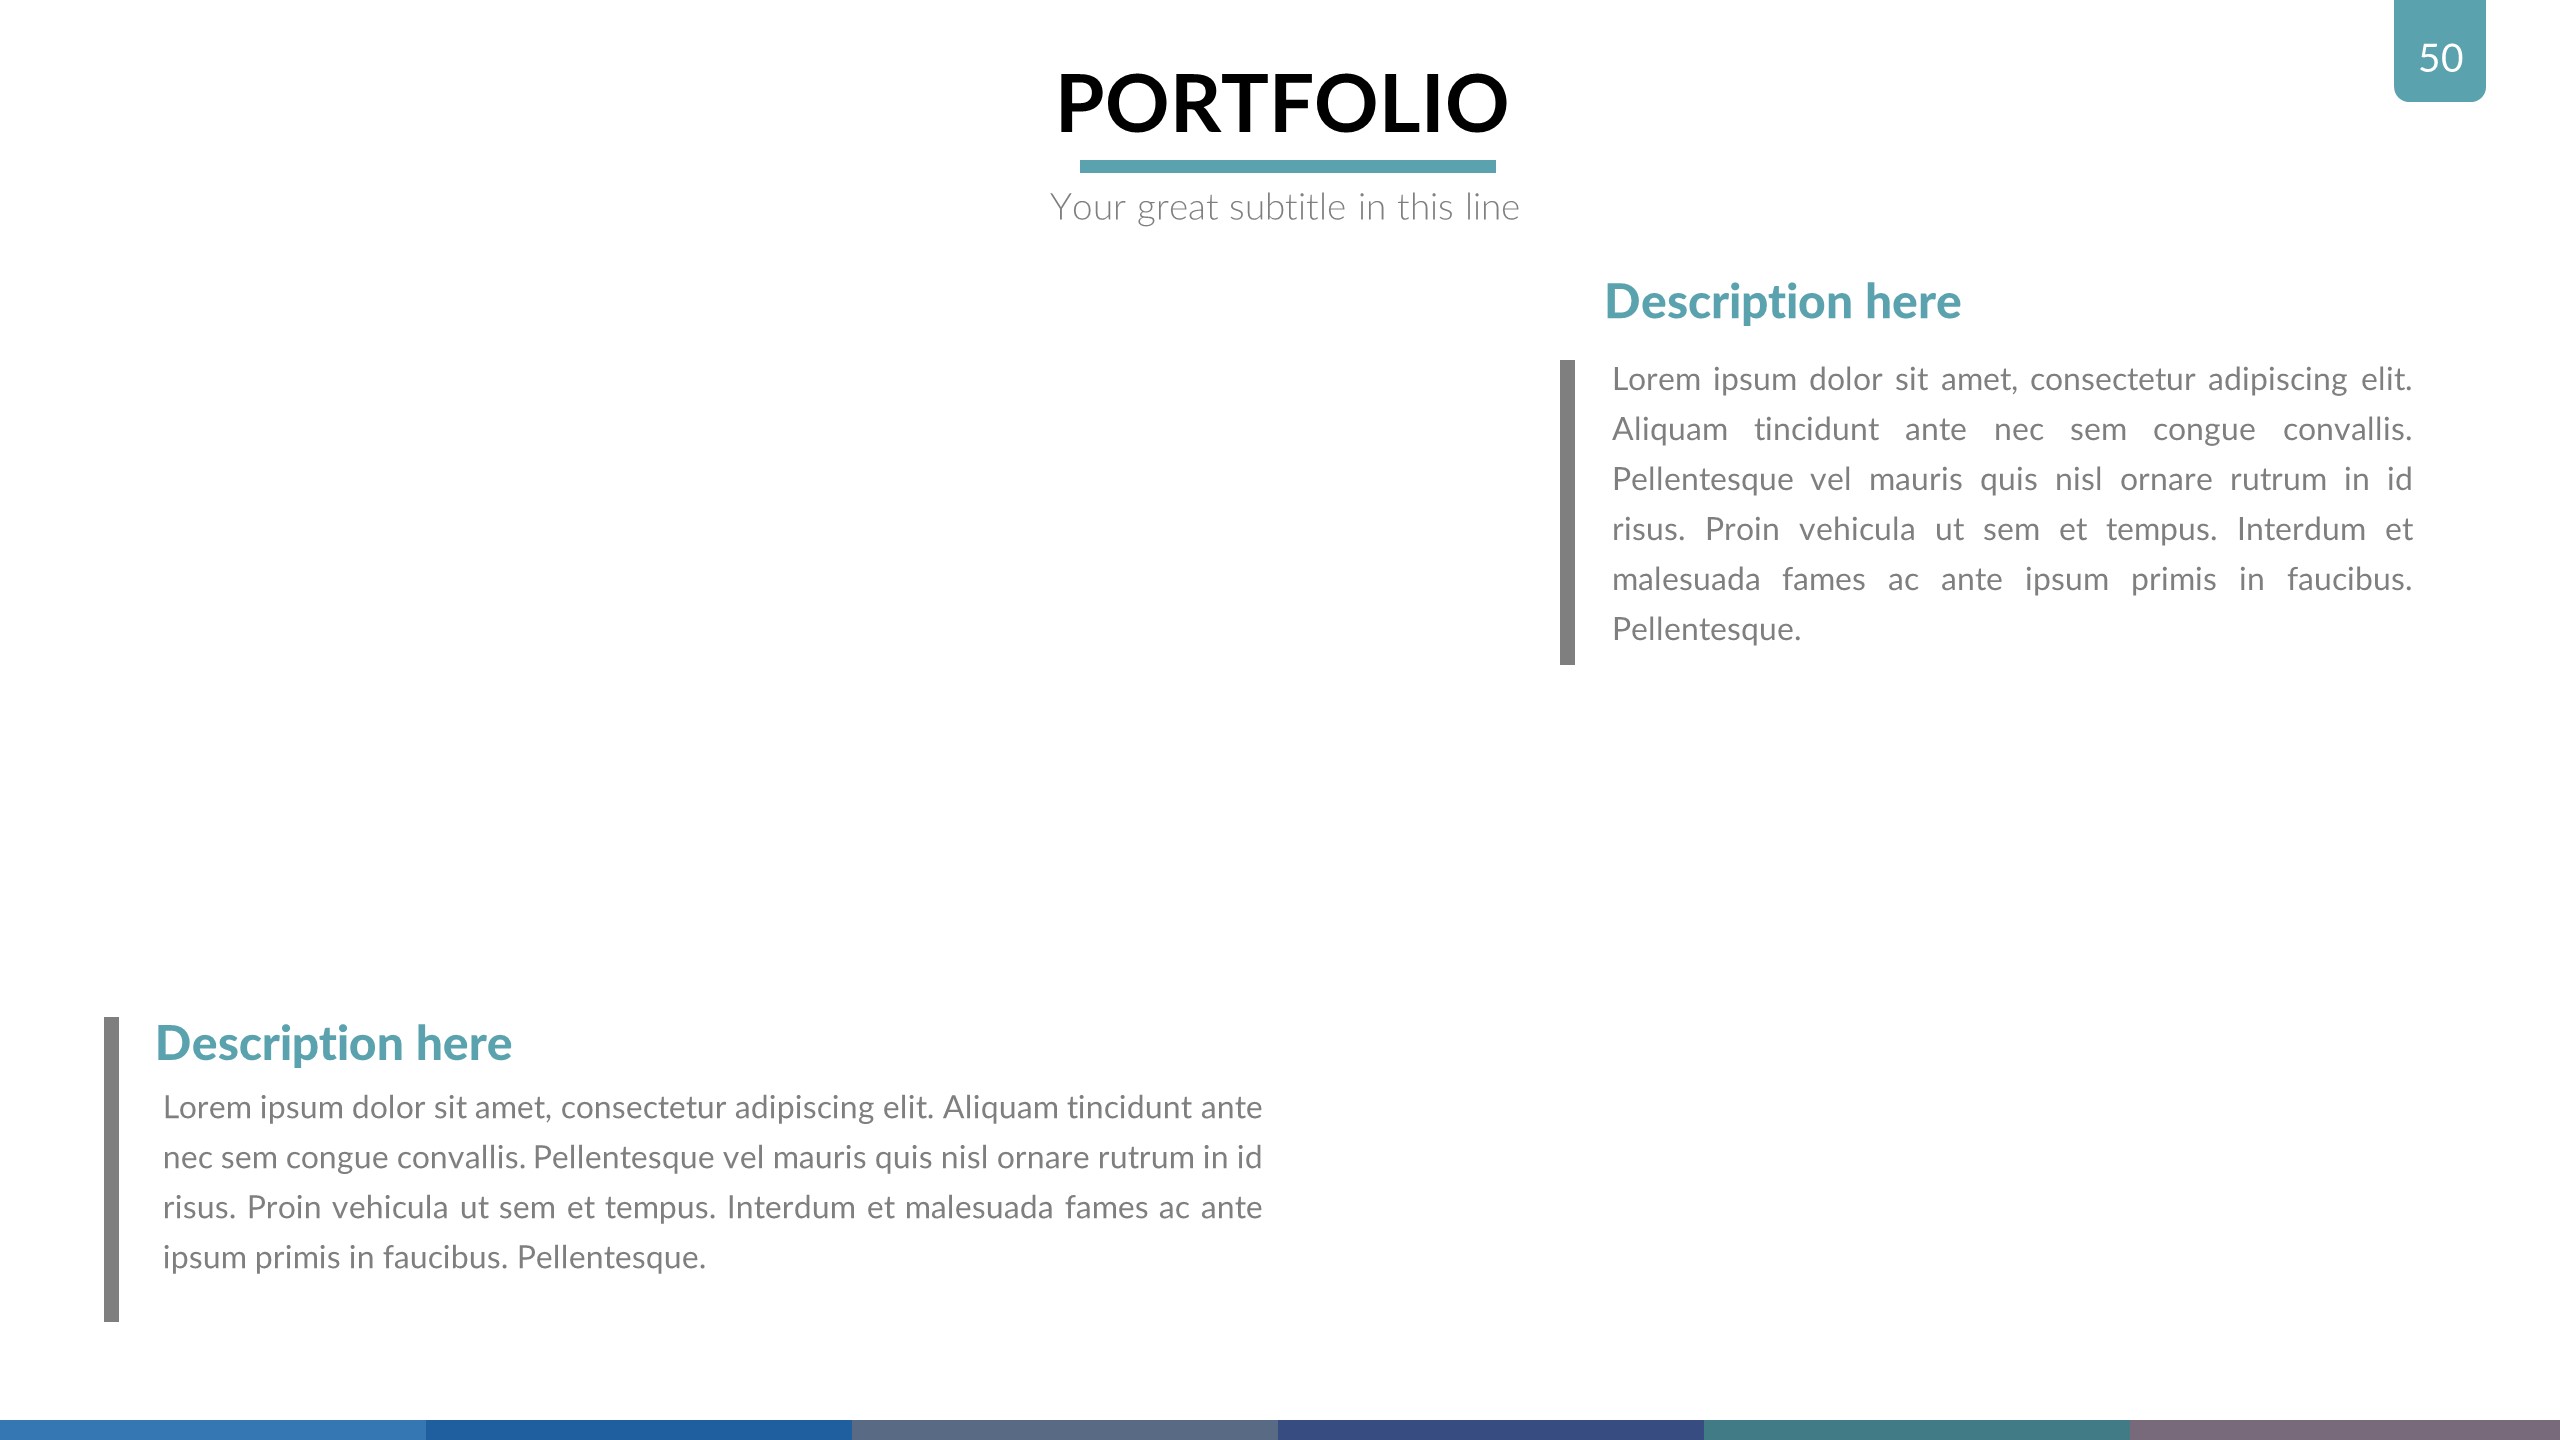 50
PORTFOLIO
Your great subtitle in this line
Description here
Lorem ipsum dolor sit amet, consectetur adipiscing elit.
Aliquam tincidunt ante nec sem congue convallis.
Pellentesque vel mauris quis nisl ornare rutrum in id
risus. Proin vehicula ut sem et tempus. Interdum et
malesuada fames ac ante ipsum primis in faucibus.
Pellentesque.
Description here
Lorem ipsum dolor sit amet, consectetur adipiscing elit. Aliquam tincidunt ante
nec sem congue convallis. Pellentesque vel mauris quis nisl ornare rutrum in id
risus. Proin vehicula ut sem et tempus. Interdum et malesuada fames ac ante
ipsum primis in faucibus. Pellentesque.